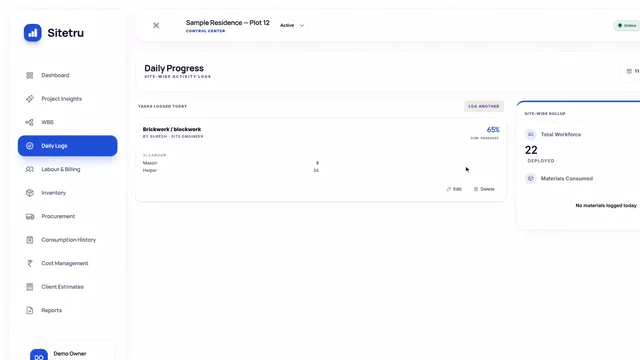 Sitetru
Dashboard
Project Insights
WBS
Daily Logs
Labour & Billing
Inventory
Procurement
Consumption History
Cost Management
Client Estimates
Reports
DO
Demo Owner
Sample Residence — Plot 12
CONTROL CENTER
Active
Online
Daily Progress
SITE-WIDE ACTIVITY LOGS
11
TASKS LOGGED TODAY
LOG ANOTHER
Brickwork / blockwork
BY SURESH · SITE ENGINEER
65%
CUM. PROGRESS
LABOUR
Mason 8
Helper 14
Edit
Delete
SITE-WIDE ROLLUP
Total Workforce
22
DEPLOYED
Materials Consumed
No materials logged today